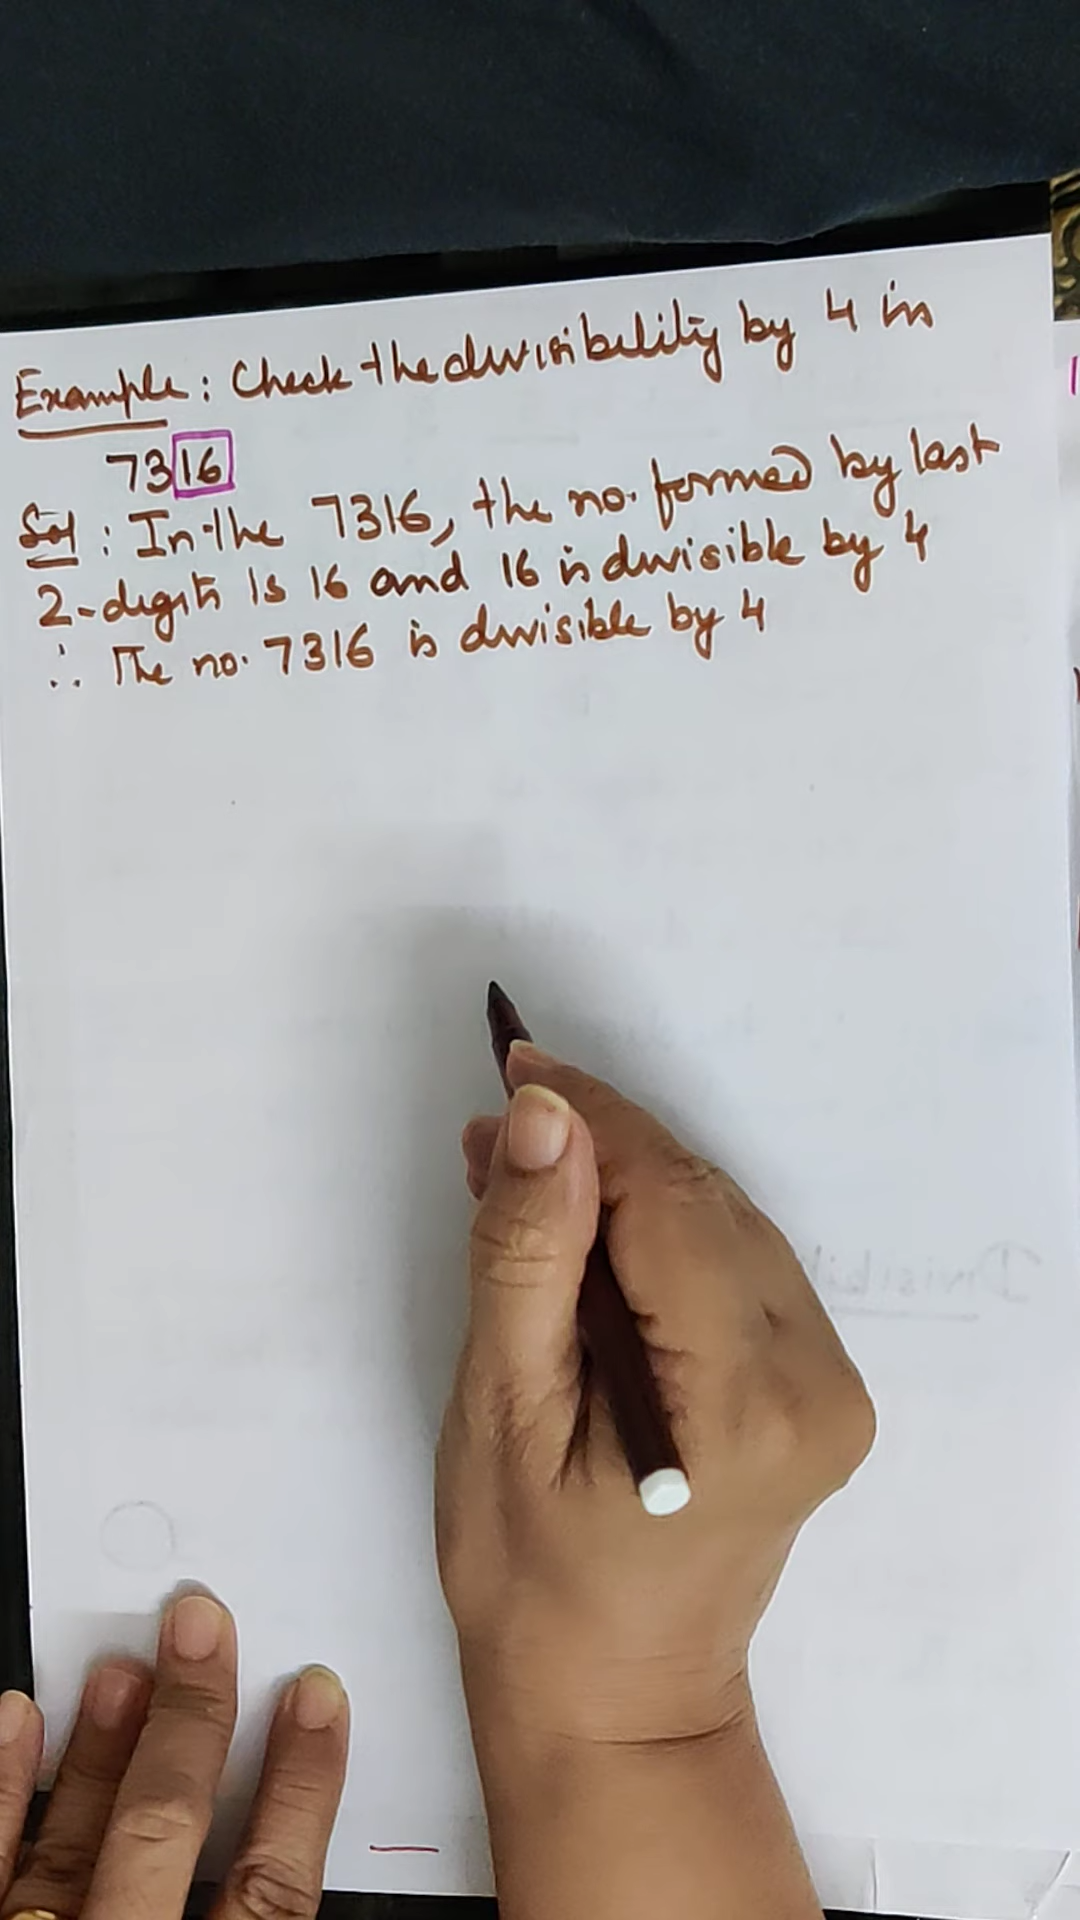 Example: Check the divisibility by 4 in
7316
Sol: In the 7316, the no. formed by last
2-digits is 16 and 16 is divisible by 4
∴ The no. 7316 is divisible by 4